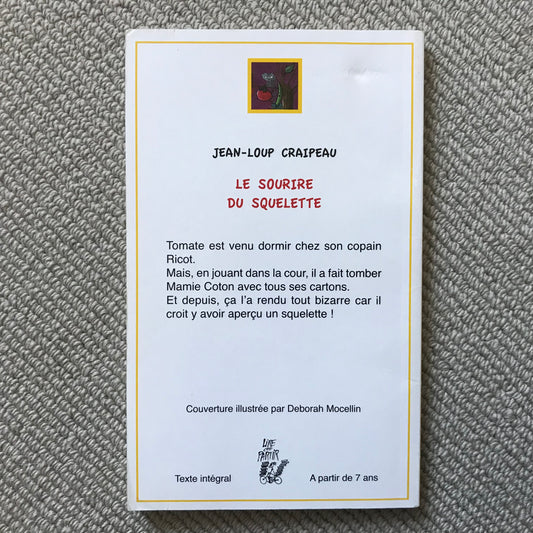 JEAN-LOUP CRAIPEAU
LE SOURIRE
DU SQUELETTE
Tomate est venu dormir chez son copain
Ricot.
Mais, en jouant dans la cour, il a fait tomber
Mamie Coton avec tous ses cartons.
Et depuis, ça l'a rendu tout bizarre car il
croit y avoir aperçu un squelette !
Couverture illustrée par Deborah Mocellin
LIRE
PARTIR
Texte intégral
A partir de 7 ans